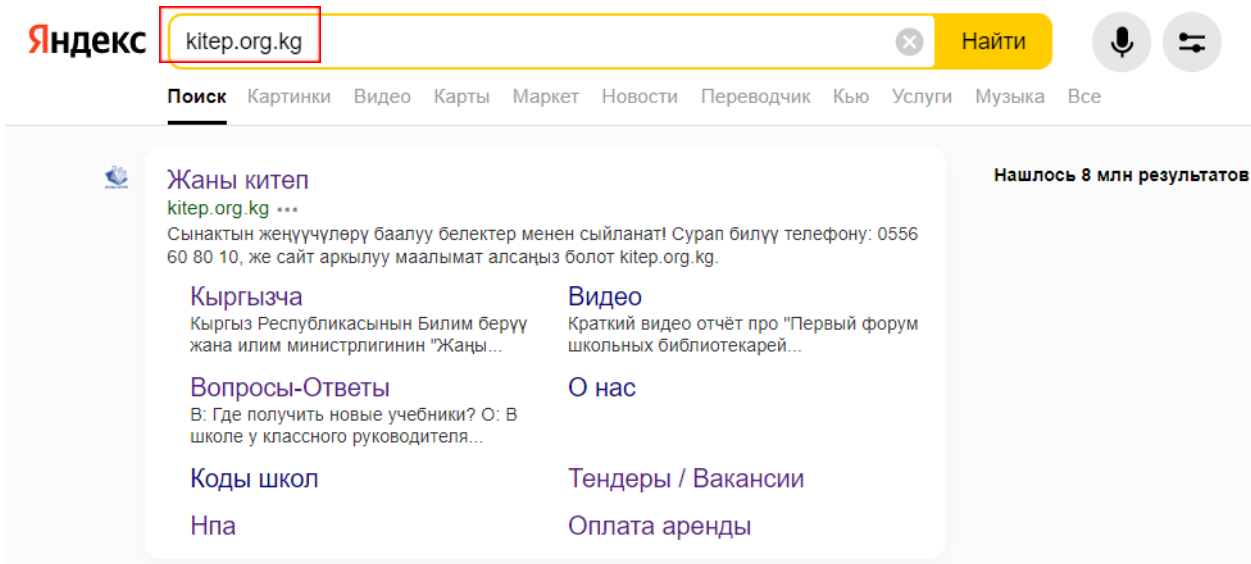 Яндекс
kitep.org.kg
Найти
Поиск Картинки Видео Карты Маркет Новости Переводчик Кью Услуги Музыка Все
Жаны китеп
Нашлось 8 млн результатов
kitep.org.kg
Сынактын жеңүүчүлөрү баалуу белектер менен сыйланат! Сурап билүү телефону: 0556
60 80 10, же сайт аркылуу маалымат алсаңыз болот kitep.org.kg.
Кыргызча
Кыргыз Республикасынын Билим берүү
жана илим министрлигинин "Жаңы...
Видео
Краткий видео отчёт про "Первый форум
школьных библиотекарей...
Вопросы-Ответы
В: Где получить новые учебники? О: В
школе у классного руководителя...
О нас
Коды школ
Тендеры / Вакансии
Нпа
Оплата аренды